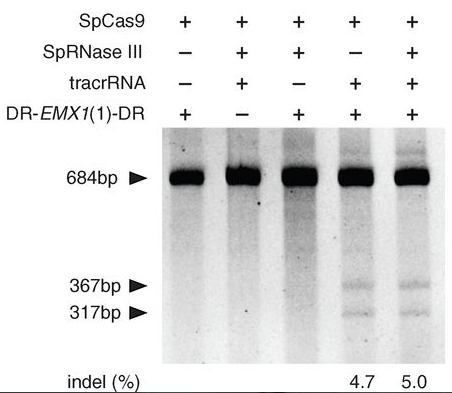 SpCas9 + + + + +
SpRNase III – + + – +
tracrRNA – + – + +
DR-EMX1(1)-DR + – + + +
684bp
367bp
317bp
indel (%) 4.7 5.0